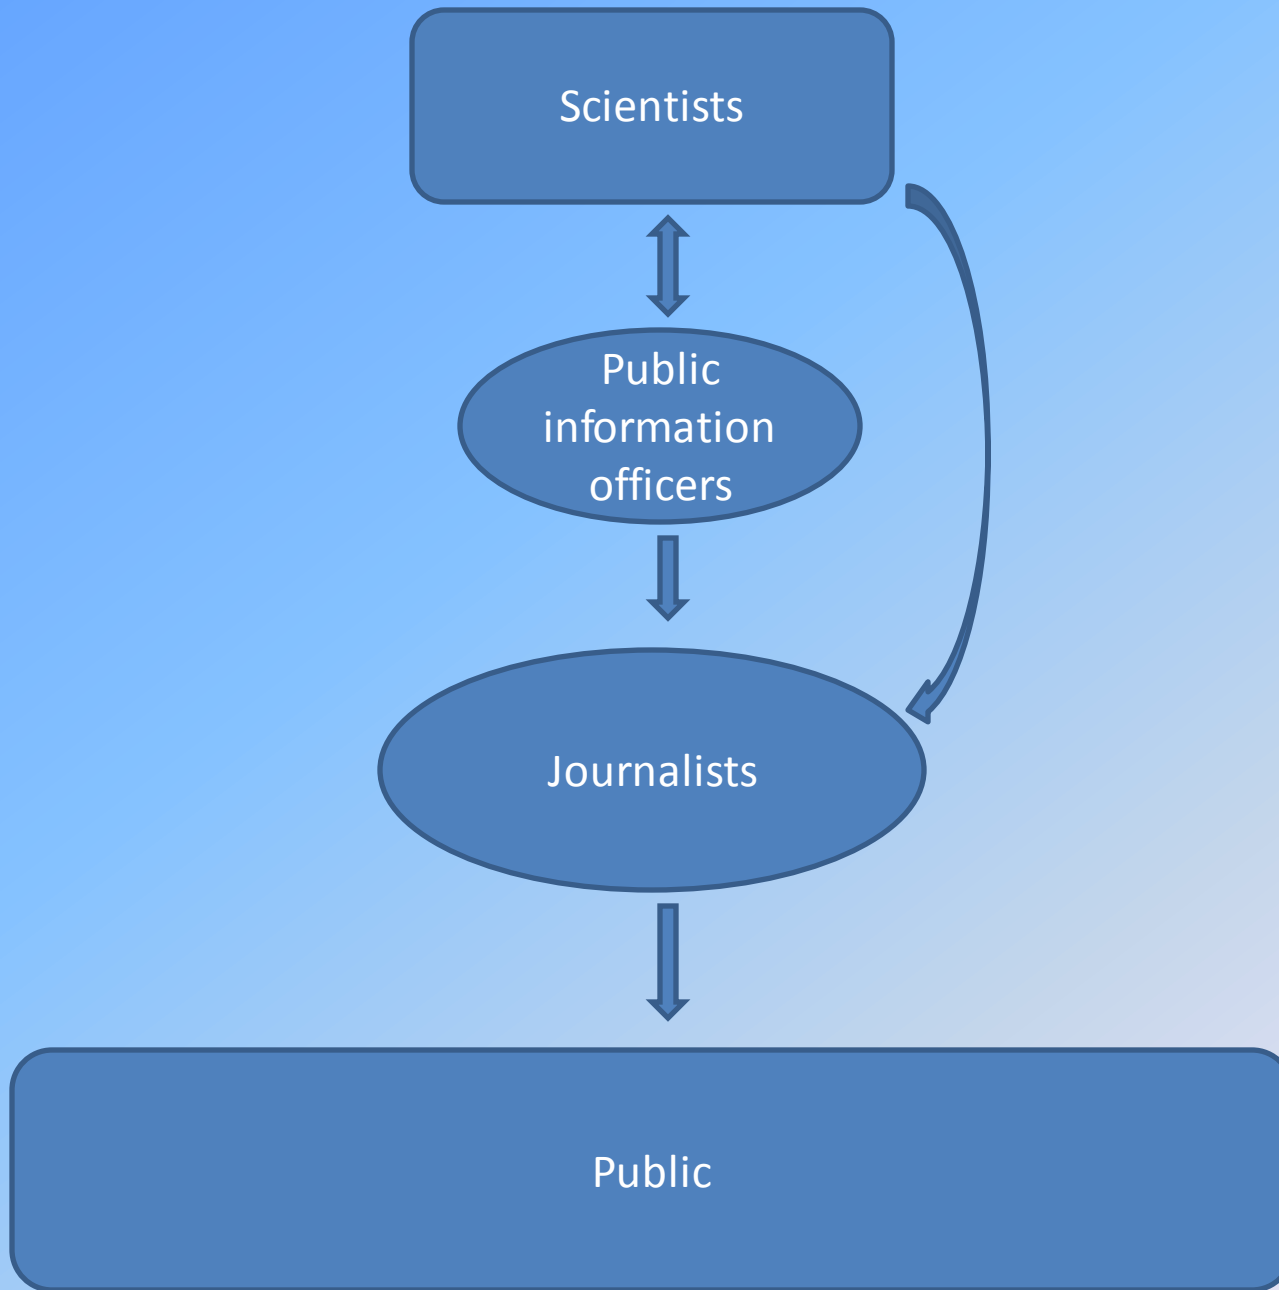 Scientists
Public
information
officers
Journalists
Public